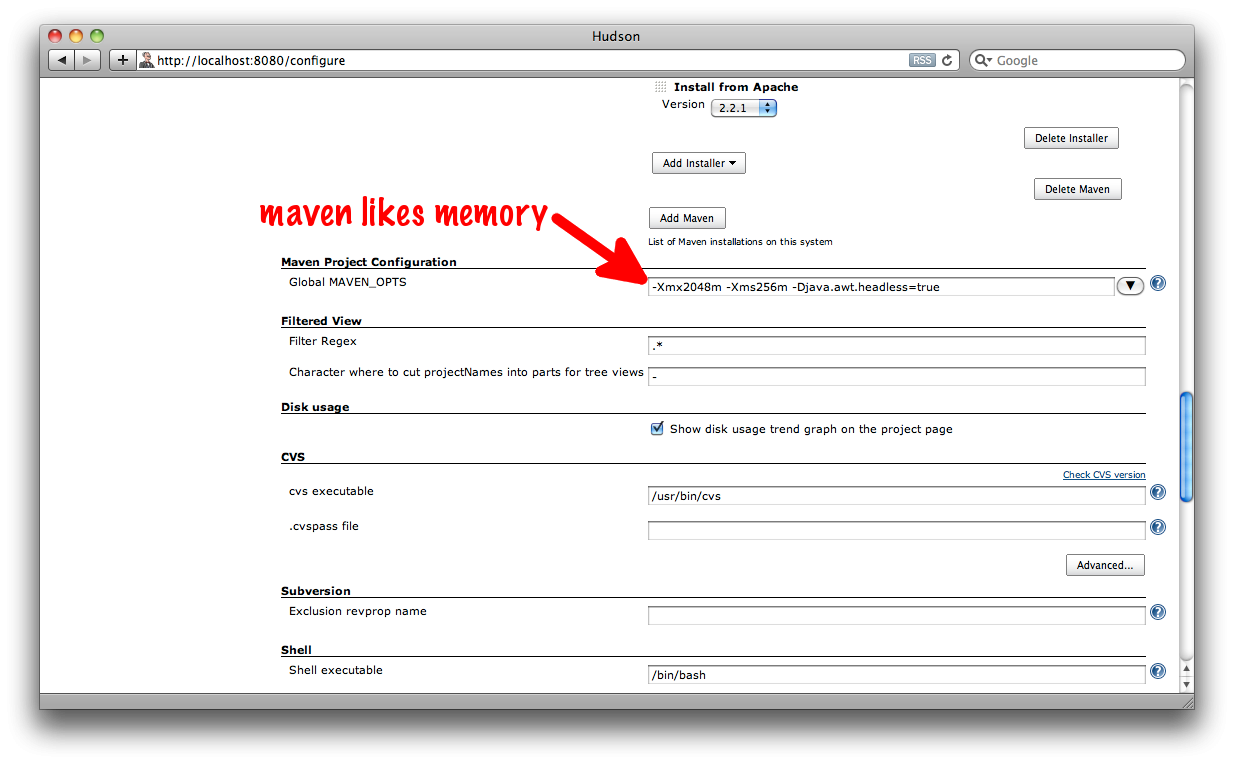 Hudson
http://localhost:8080/configure
RSS
Google
Install from Apache
Version 2.2.1
Delete Installer
Add Installer
Delete Maven
maven likes memory
Add Maven
List of Maven installations on this system
Maven Project Configuration
Global MAVEN_OPTS
-Xmx2048m -Xms256m -Djava.awt.headless=true
Filtered View
Filter Regex
.*
Character where to cut projectNames into parts for tree views
-
Disk usage
Show disk usage trend graph on the project page
CVS
Check CVS version
cvs executable
/usr/bin/cvs
.cvspass file
Advanced...
Subversion
Exclusion revprop name
Shell
Shell executable
/bin/bash